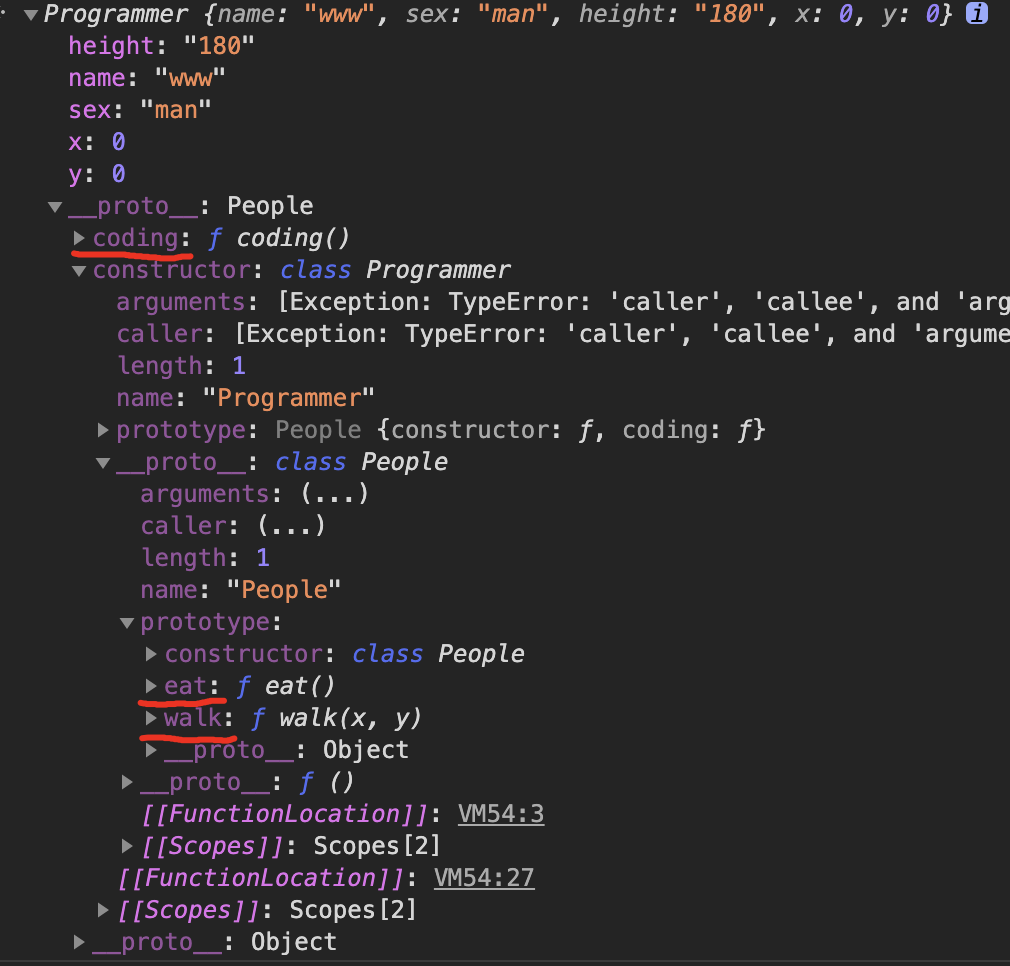 Programmer {name: "www", sex: "man", height: "180", x: 0, y: 0} i
height: "180"
name: "www"
sex: "man"
x: 0
y: 0
__proto__: People
coding: ƒ coding()
constructor: class Programmer
arguments: [Exception: TypeError: 'caller', 'callee', and 'arg
caller: [Exception: TypeError: 'caller', 'callee', and 'argume
length: 1
name: "Programmer"
prototype: People {constructor: ƒ, coding: ƒ}
__proto__: class People
arguments: (...)
caller: (...)
length: 1
name: "People"
prototype:
constructor: class People
eat: ƒ eat()
walk: ƒ walk(x, y)
__proto__: Object
__proto__: ƒ ()
[[FunctionLocation]]: VM54:3
[[Scopes]]: Scopes[2]
[[FunctionLocation]]: VM54:27
[[Scopes]]: Scopes[2]
__proto__: Object